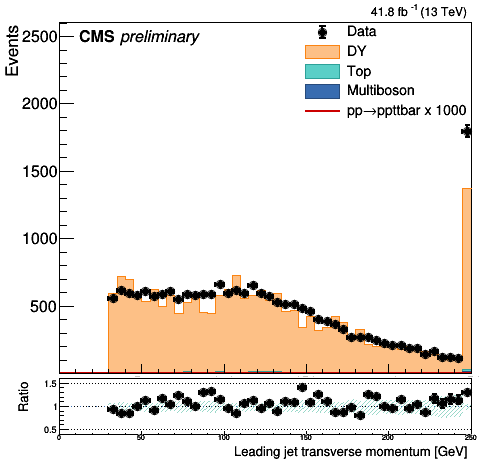 41.8 fb⁻¹ (13 TeV)
CMS preliminary
Data
DY
Top
Multiboson
pp→ppttbar x 1000
Events
2500
2000
1500
1000
500
Ratio
1.5
1
0.5
0 50 100 150 200 250
Leading jet transverse momentum [GeV]